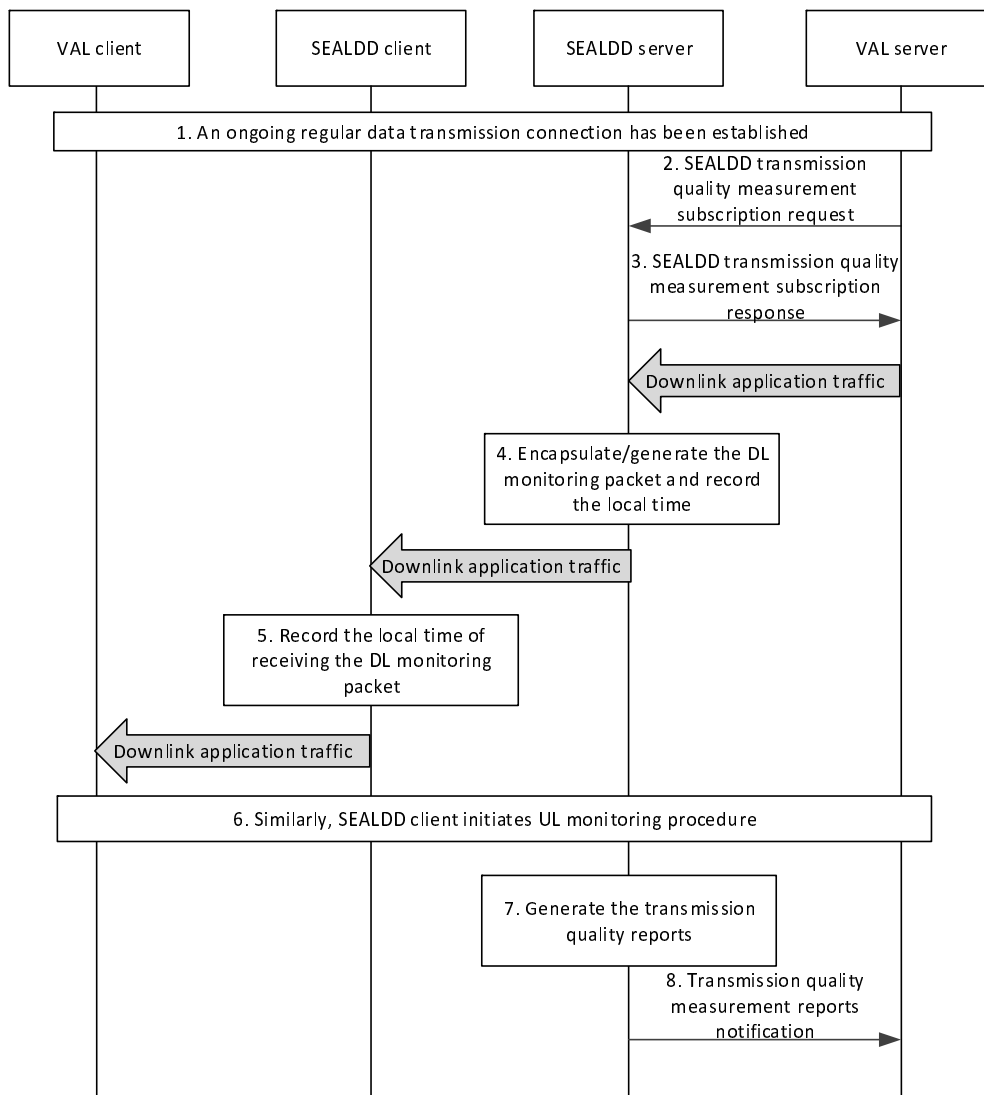 VAL client
SEALDD client
SEALDD server
VAL server
1. An ongoing regular data transmission connection has been established
2. SEALDD transmission
quality measurement
subscription request
3. SEALDD transmission quality
measurement subscription
response
Downlink application traffic
4. Encapsulate/generate the DL
monitoring packet and record
the local time
Downlink application traffic
5. Record the local time of
receiving the DL monitoring
packet
Downlink application traffic
6. Similarly, SEALDD client initiates UL monitoring procedure
7. Generate the transmission
quality reports
8. Transmission quality
measurement reports
notification